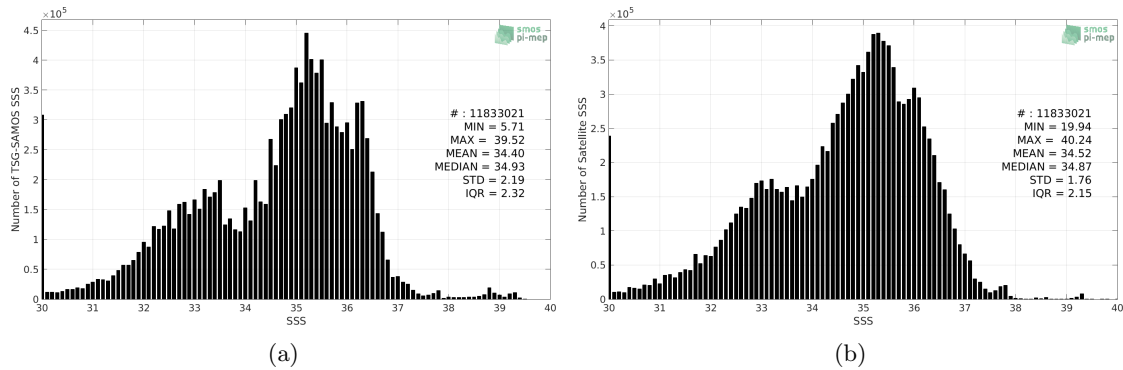 ×10⁵
4.5
4
3.5
3
2.5
2
1.5
1
0.5
0
30 31 32 33 34 35 36 37 38 39 40
SSS
Number of TSG-SAMOS SSS
smos
pi-mep
# : 11833021
MIN = 5.71
MAX = 39.52
MEAN = 34.40
MEDIAN = 34.93
STD = 2.19
IQR = 2.32
(a)
×10⁵
4
3.5
3
2.5
2
1.5
1
0.5
0
30 31 32 33 34 35 36 37 38 39 40
SSS
Number of Satellite SSS
smos
pi-mep
# : 11833021
MIN = 19.94
MAX = 40.24
MEAN = 34.52
MEDIAN = 34.87
STD = 1.76
IQR = 2.15
(b)